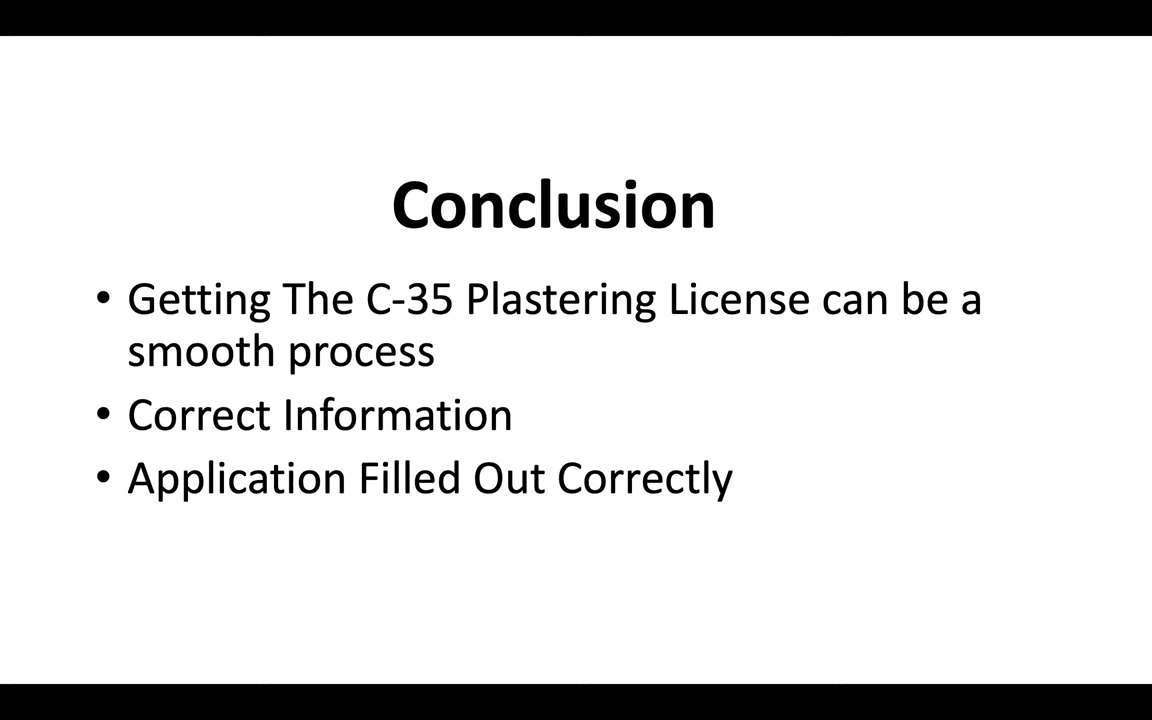 Conclusion
• Getting The C-35 Plastering License can be a
smooth process
• Correct Information
• Application Filled Out Correctly